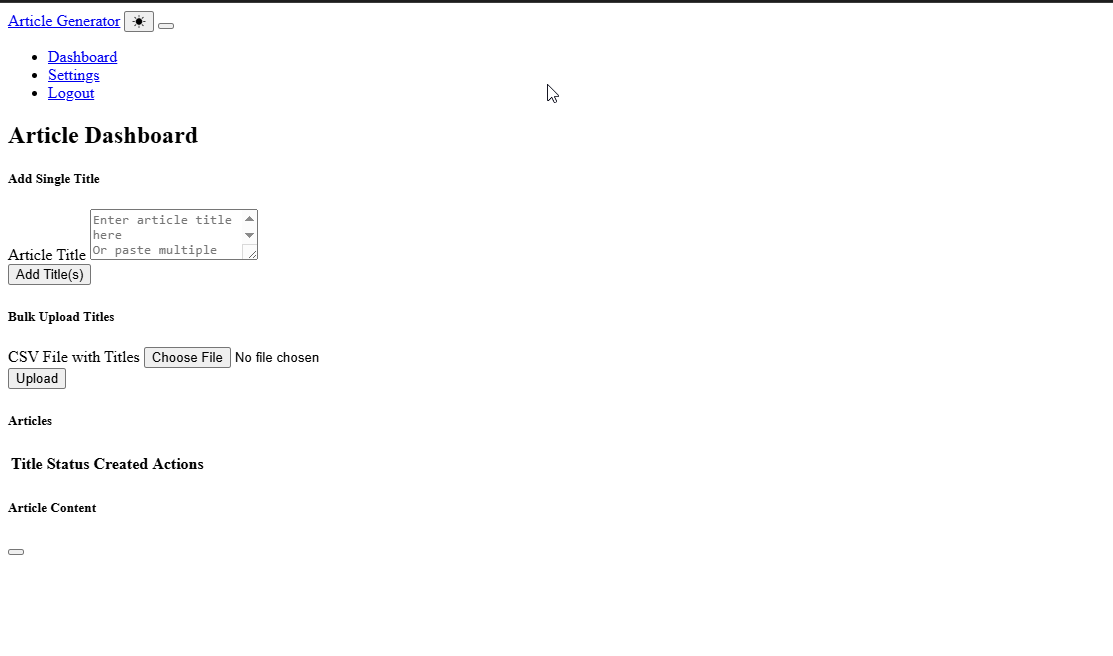 Article Generator ☀
Dashboard
Settings
Logout
Article Dashboard
Add Single Title
Article Title
Enter article title
here
Or paste multiple
Add Title(s)
Bulk Upload Titles
CSV File with Titles Choose File No file chosen
Upload
Articles
Title Status Created Actions
Article Content